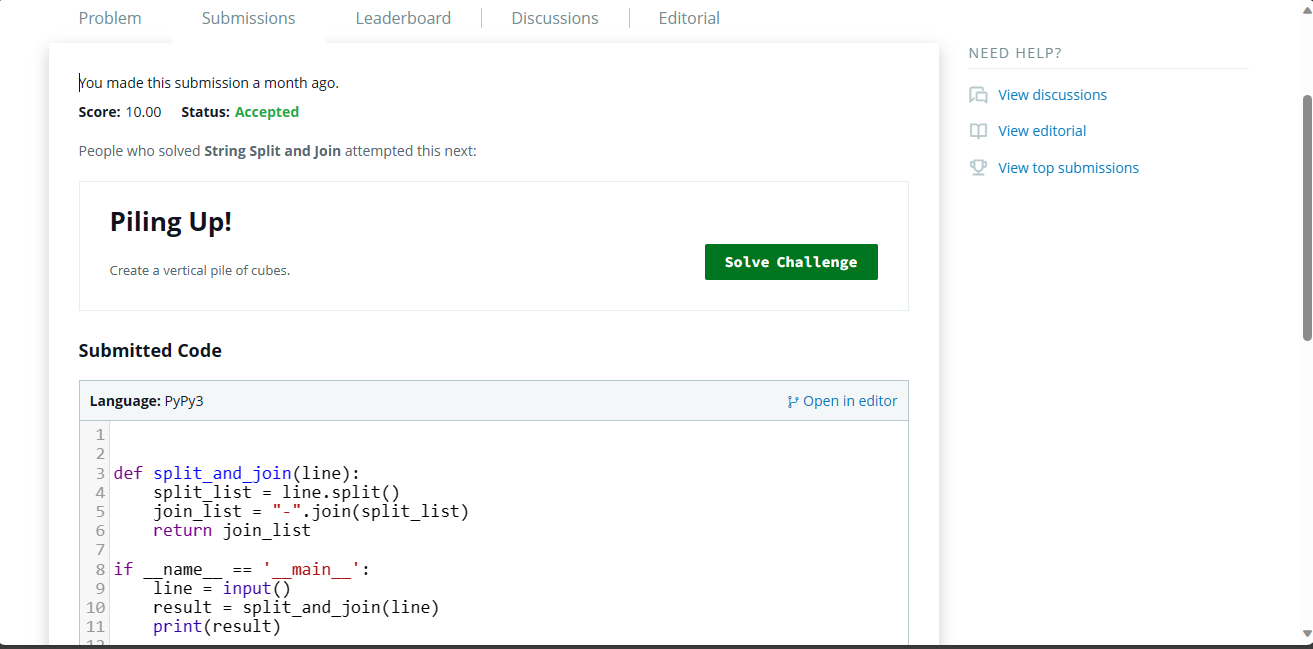 Problem Submissions Leaderboard Discussions Editorial
You made this submission a month ago.
Score: 10.00 Status: Accepted
People who solved String Split and Join attempted this next:
Piling Up!
Create a vertical pile of cubes.
Solve Challenge
Submitted Code
Language: PyPy3 Open in editor
1
2
3 def split_and_join(line):
4     split_list = line.split()
5     join_list = "-".join(split_list)
6     return join_list
7
8 if __name__ == '__main__':
9     line = input()
10     result = split_and_join(line)
11     print(result)
12
NEED HELP?
View discussions
View editorial
View top submissions